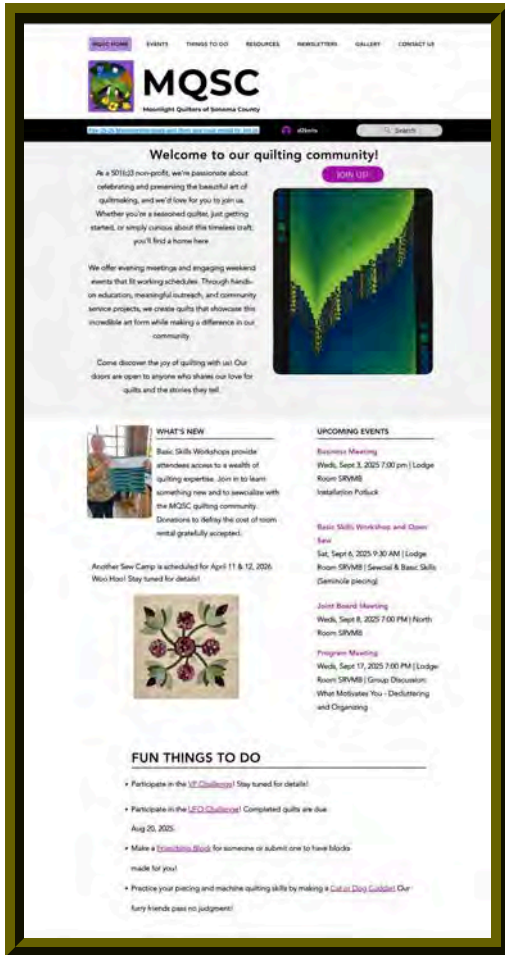 MQSC HOME EVENTS THINGS TO DO RESOURCES NEWSLETTERS GALLERY CONTACT US
MQSC
Moonlight Quilters of Sonoma County
Search
Welcome to our quilting community!
As a 501(c)3 non-profit, we're passionate about
celebrating and preserving the beautiful art of
quiltmaking, and we'd love for you to join us.
Whether you're a seasoned quilter, just getting
started, or simply curious about this timeless craft,
you'll find a home here.
JOIN US!
We offer evening meetings and engaging weekend
events that fit working schedules. Through hands-
on education, meaningful outreach, and community
service projects, we create quilts that showcase this
incredible art form while making a difference in our
community.
Come discover the joy of quilting with us! Our
doors are open to anyone who shares our love for
quilts and the stories they tell.
WHAT'S NEW
Basic Skills Workshops provide
attendees access to a wealth of
quilting expertise. Join in to learn
something new and to sewcialize with
the MQSC quilting community.
Donations to defray the cost of room
rental gratefully accepted.
Another Sew Camp is scheduled for April 11 & 12, 2026.
Woo Hoo! Stay tuned for details!
UPCOMING EVENTS
Business Meeting
Weds, Sept 3, 2025 7:00 pm | Lodge
Room SRVMB
Installation Potluck
Basic Skills Workshop and Open
Sew
Sat, Sept 6, 2025 9:30 AM | Lodge
Room SRVMB | Sewcial & Basic Skills
(Seminole piecing)
Joint Board Meeting
Weds, Sept 8, 2025 7:00 PM | North
Room SRVMB
Program Meeting
Weds, Sept 17, 2025 7:00 PM | Lodge
Room SRVMB | Group Discussion:
What Motivates You - Decluttering
and Organizing
FUN THINGS TO DO
• Participate in the VP Challenge! Stay tuned for details!
• Participate in the UFO Challenge! Completed quilts are due
Aug 20, 2025.
• Make a Friendship Block for someone or submit one to have blocks
made for you!
• Practice your piecing and machine quilting skills by making a Cat or Dog Cuddler! Our
furry friends pass no judgment!